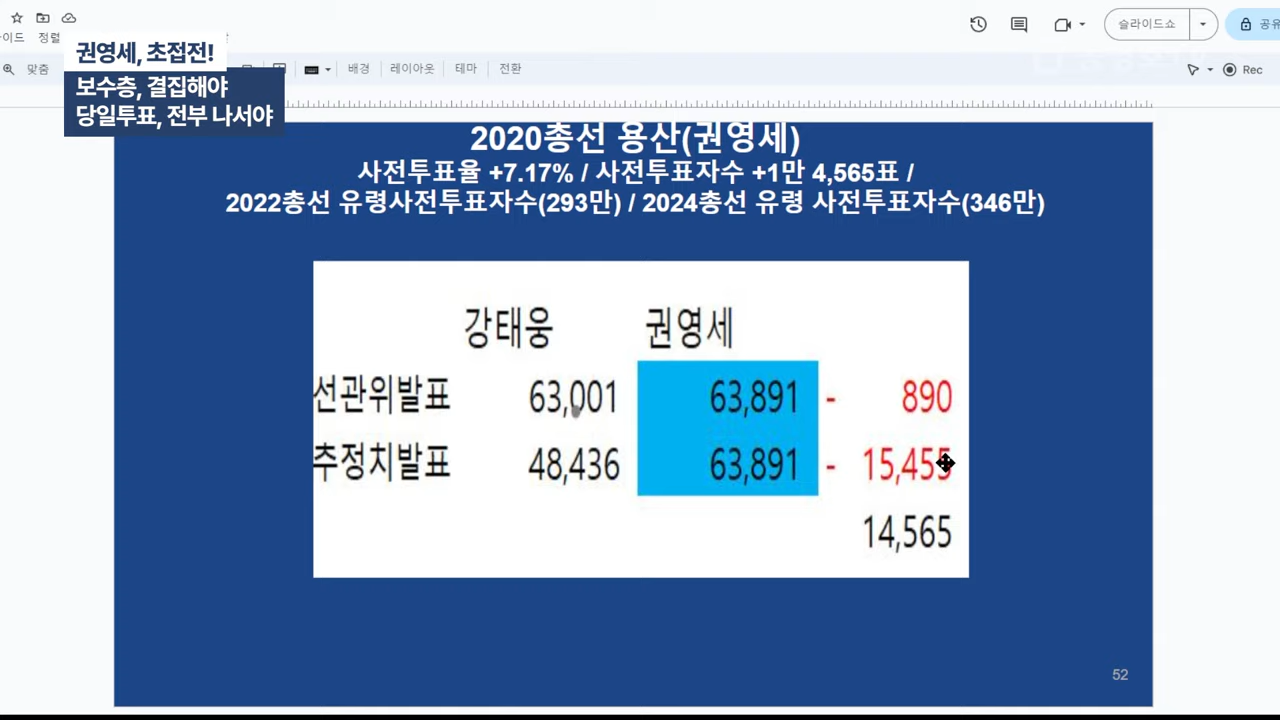 슬라이드쇼
공유
이드 정렬
권영세, 초접전!
맞춤
배경 레이아웃 테마 전환
Rec
보수층, 결집해야
당일투표, 전부 나서야
2020총선 용산(권영세)
사전투표율 +7.17% / 사전투표자수 +1만 4,565표 /
2022총선 유령사전투표자수(293만) / 2024총선 유령 사전투표자수(346만)
강태웅 권영세
선관위발표 63,001 63,891 - 890
추정치발표 48,436 63,891 - 15,455
14,565
52